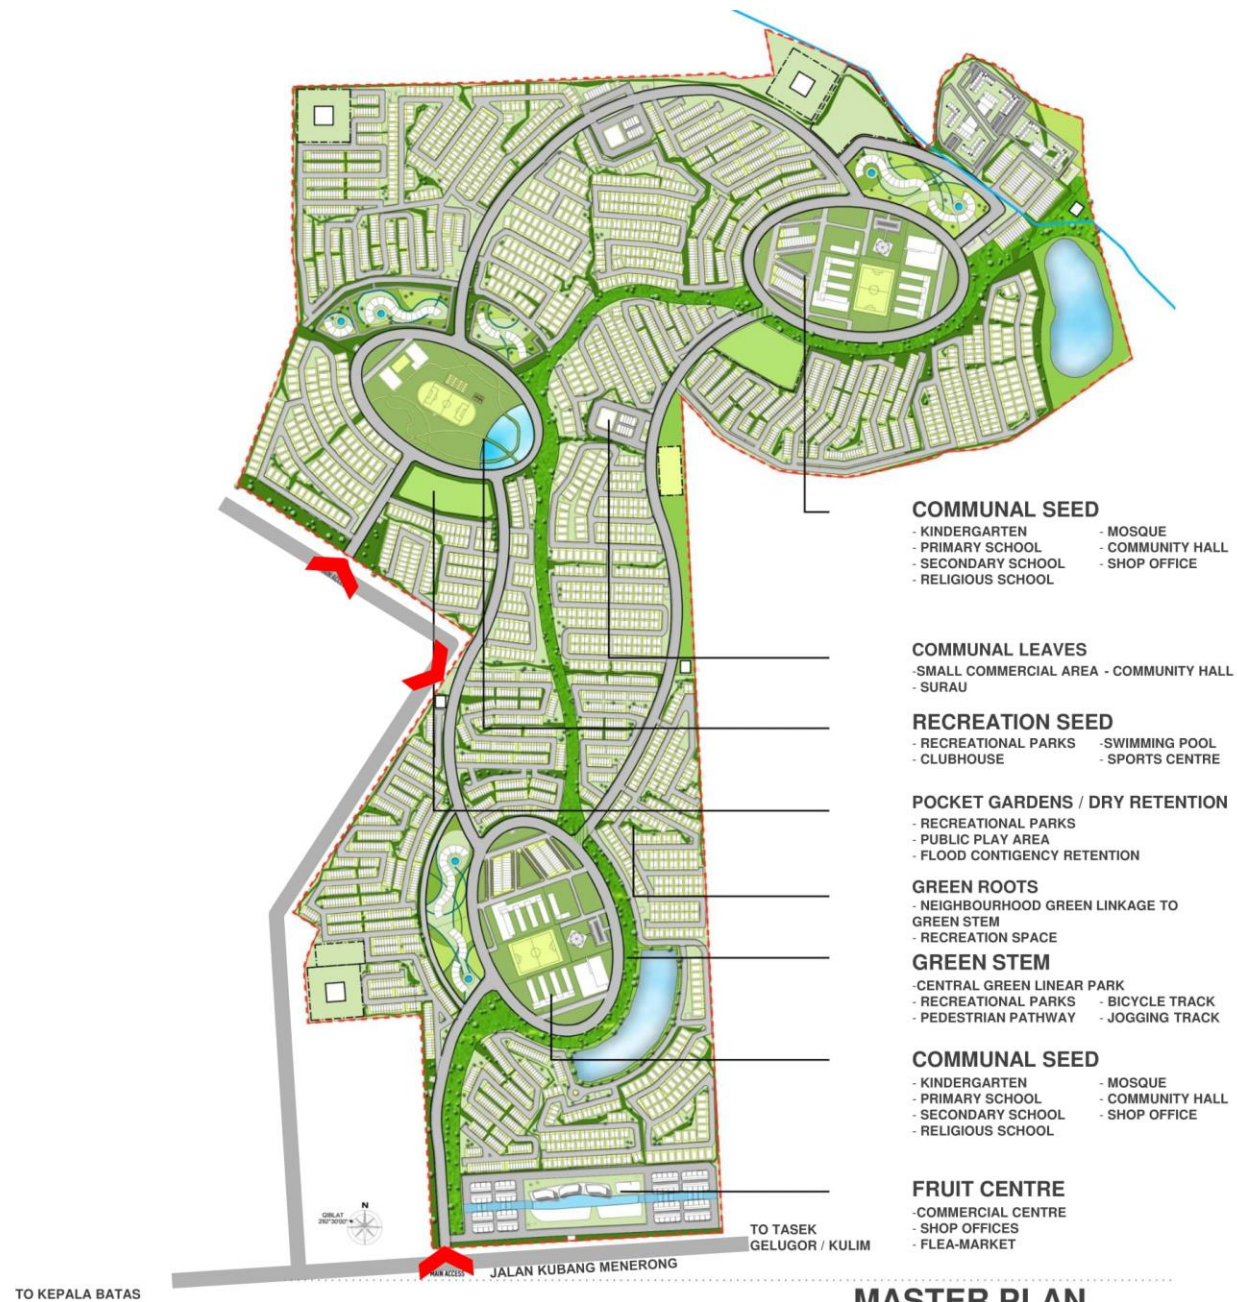 COMMUNAL SEED
- KINDERGARTEN - MOSQUE
- PRIMARY SCHOOL - COMMUNITY HALL
- SECONDARY SCHOOL - SHOP OFFICE
- RELIGIOUS SCHOOL
COMMUNAL LEAVES
-SMALL COMMERCIAL AREA - COMMUNITY HALL
- SURAU
RECREATION SEED
- RECREATIONAL PARKS -SWIMMING POOL
- CLUBHOUSE - SPORTS CENTRE
POCKET GARDENS / DRY RETENTION
- RECREATIONAL PARKS
- PUBLIC PLAY AREA
- FLOOD CONTIGENCY RETENTION
GREEN ROOTS
- NEIGHBOURHOOD GREEN LINKAGE TO
GREEN STEM
- RECREATION SPACE
GREEN STEM
-CENTRAL GREEN LINEAR PARK
- RECREATIONAL PARKS - BICYCLE TRACK
- PEDESTRIAN PATHWAY - JOGGING TRACK
COMMUNAL SEED
- KINDERGARTEN - MOSQUE
- PRIMARY SCHOOL - COMMUNITY HALL
- SECONDARY SCHOOL - SHOP OFFICE
- RELIGIOUS SCHOOL
FRUIT CENTRE
-COMMERCIAL CENTRE
- SHOP OFFICES
- FLEA-MARKET
N
QIBLAT
TO TASEK
GELUGOR / KULIM
MAIN ACCESS
JALAN KUBANG MENERONG
TO KEPALA BATAS
MASTER PLAN